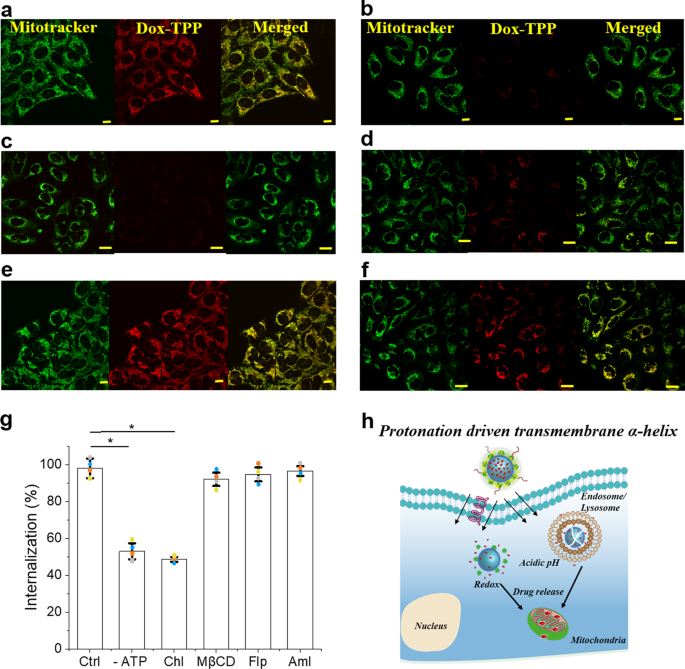 a
Mitotracker Dox-TPP Merged
b
Mitotracker Dox-TPP Merged
c
d
e
f
g
* 
*
Internalization (%)
100
80
60
40
20
0
Ctrl - ATP Chl MβCD Flp Aml
h
Protonation driven transmembrane α-helix
Endosome/
Lysosome
Acidic pH
Redox
Drug release
Nucleus
Mitochondria